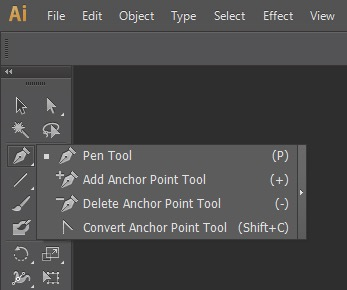 Ai File Edit Object Type Select Effect View
Pen Tool (P)
Add Anchor Point Tool (+)
Delete Anchor Point Tool (-)
Convert Anchor Point Tool (Shift+C)